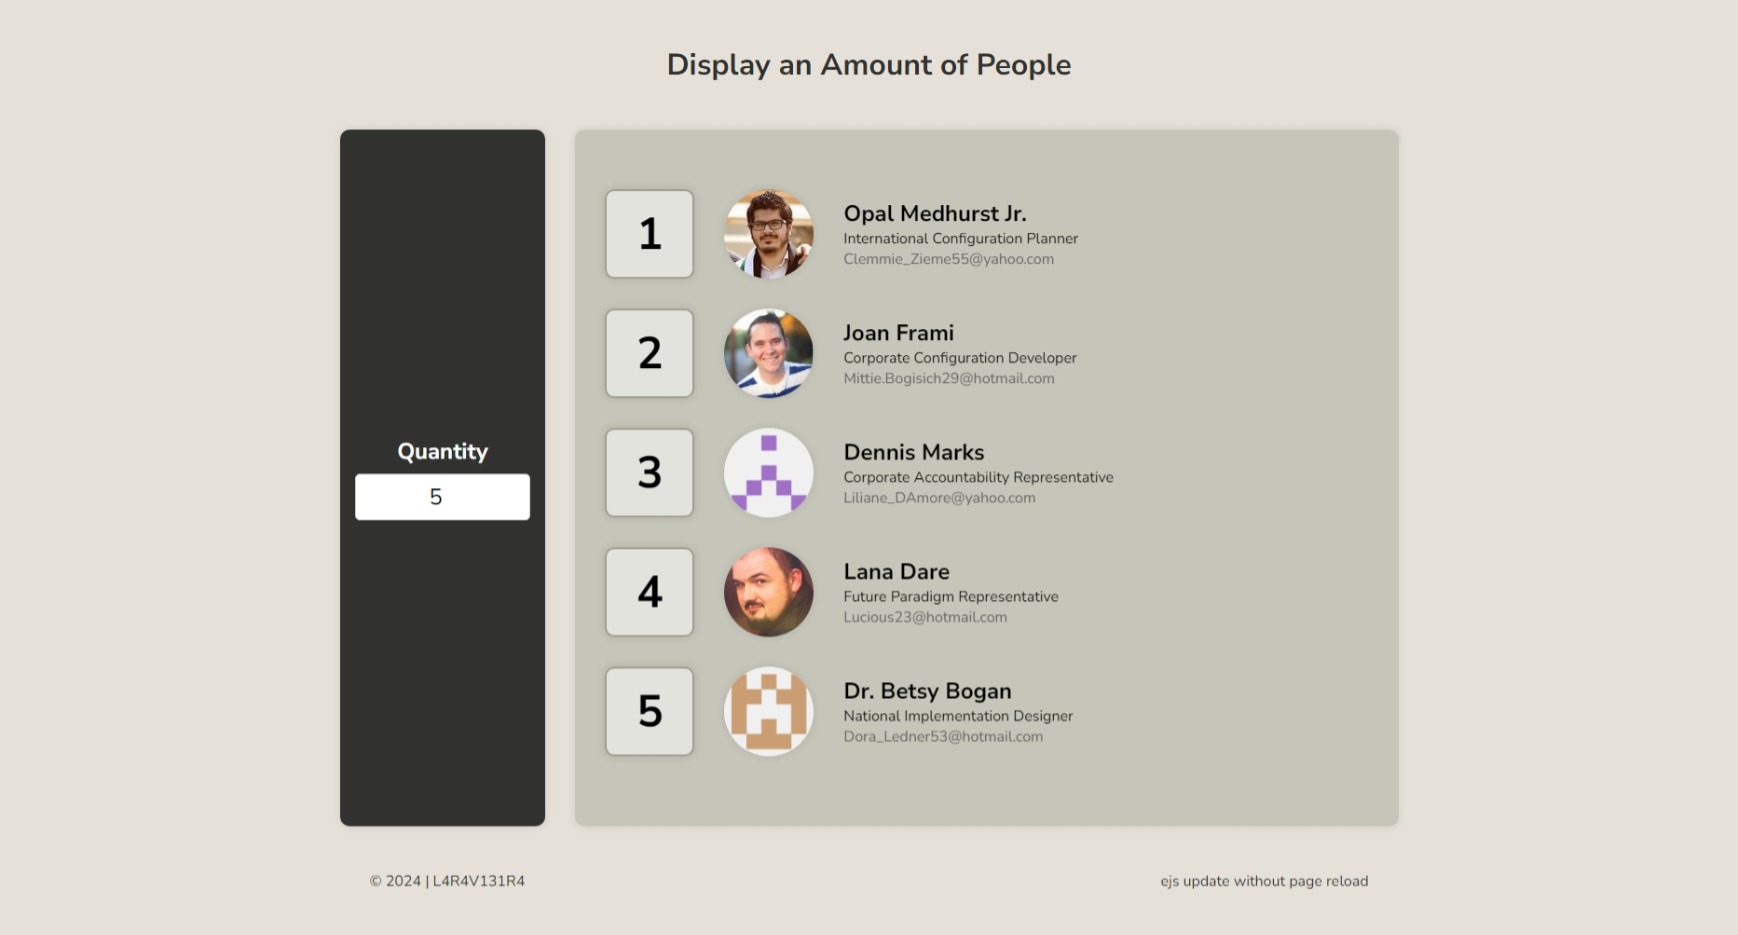 Display an Amount of People
Quantity
5
1
Opal Medhurst Jr.
International Configuration Planner
Clemmie_Zieme55@yahoo.com
2
Joan Frami
Corporate Configuration Developer
Mittie.Bogisich29@hotmail.com
3
Dennis Marks
Corporate Accountability Representative
Liliane_DAmore@yahoo.com
4
Lana Dare
Future Paradigm Representative
Lucious23@hotmail.com
5
Dr. Betsy Bogan
National Implementation Designer
Dora_Ledner53@hotmail.com
© 2024 | L4R4V131R4
ejs update without page reload